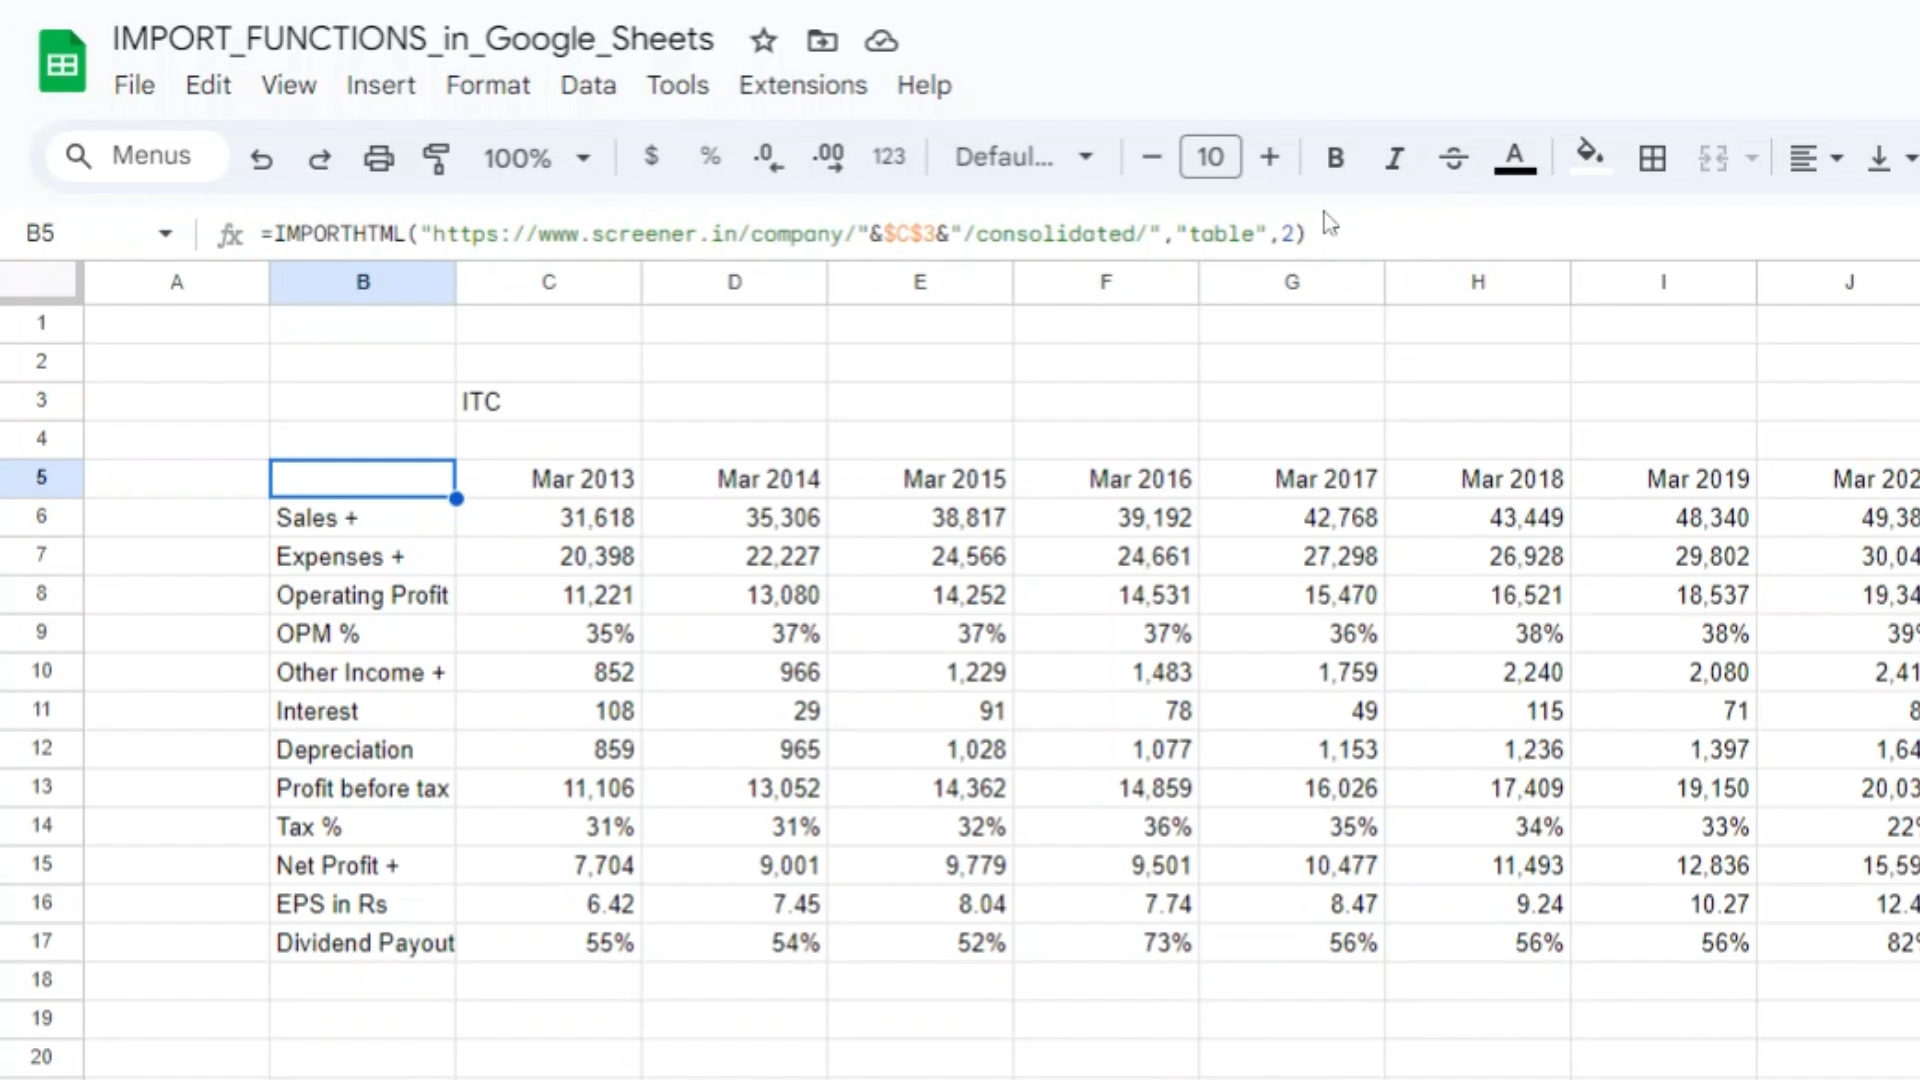 IMPORT_FUNCTIONS_in_Google_Sheets
File Edit View Insert Format Data Tools Extensions Help
Menus 100% $ % .0 .00 123 Defaul... − 10 + B I S A
B5 fx =IMPORTHTML("https://www.screener.in/company/"&$C$3&"/consolidated/","table",2)
A B C D E F G H I J
1
2
3 ITC
4
5 Mar 2013 Mar 2014 Mar 2015 Mar 2016 Mar 2017 Mar 2018 Mar 2019 Mar 202
6 Sales + 31,618 35,306 38,817 39,192 42,768 43,449 48,340 49,38
7 Expenses + 20,398 22,227 24,566 24,661 27,298 26,928 29,802 30,04
8 Operating Profit 11,221 13,080 14,252 14,531 15,470 16,521 18,537 19,34
9 OPM % 35% 37% 37% 37% 36% 38% 38% 39%
10 Other Income + 852 966 1,229 1,483 1,759 2,240 2,080 2,41
11 Interest 108 29 91 78 49 115 71 8
12 Depreciation 859 965 1,028 1,077 1,153 1,236 1,397 1,64
13 Profit before tax 11,106 13,052 14,362 14,859 16,026 17,409 19,150 20,03
14 Tax % 31% 31% 32% 36% 35% 34% 33% 22%
15 Net Profit + 7,704 9,001 9,779 9,501 10,477 11,493 12,836 15,59
16 EPS in Rs 6.42 7.45 8.04 7.74 8.47 9.24 10.27 12.4
17 Dividend Payout 55% 54% 52% 73% 56% 56% 56% 82%
18
19
20